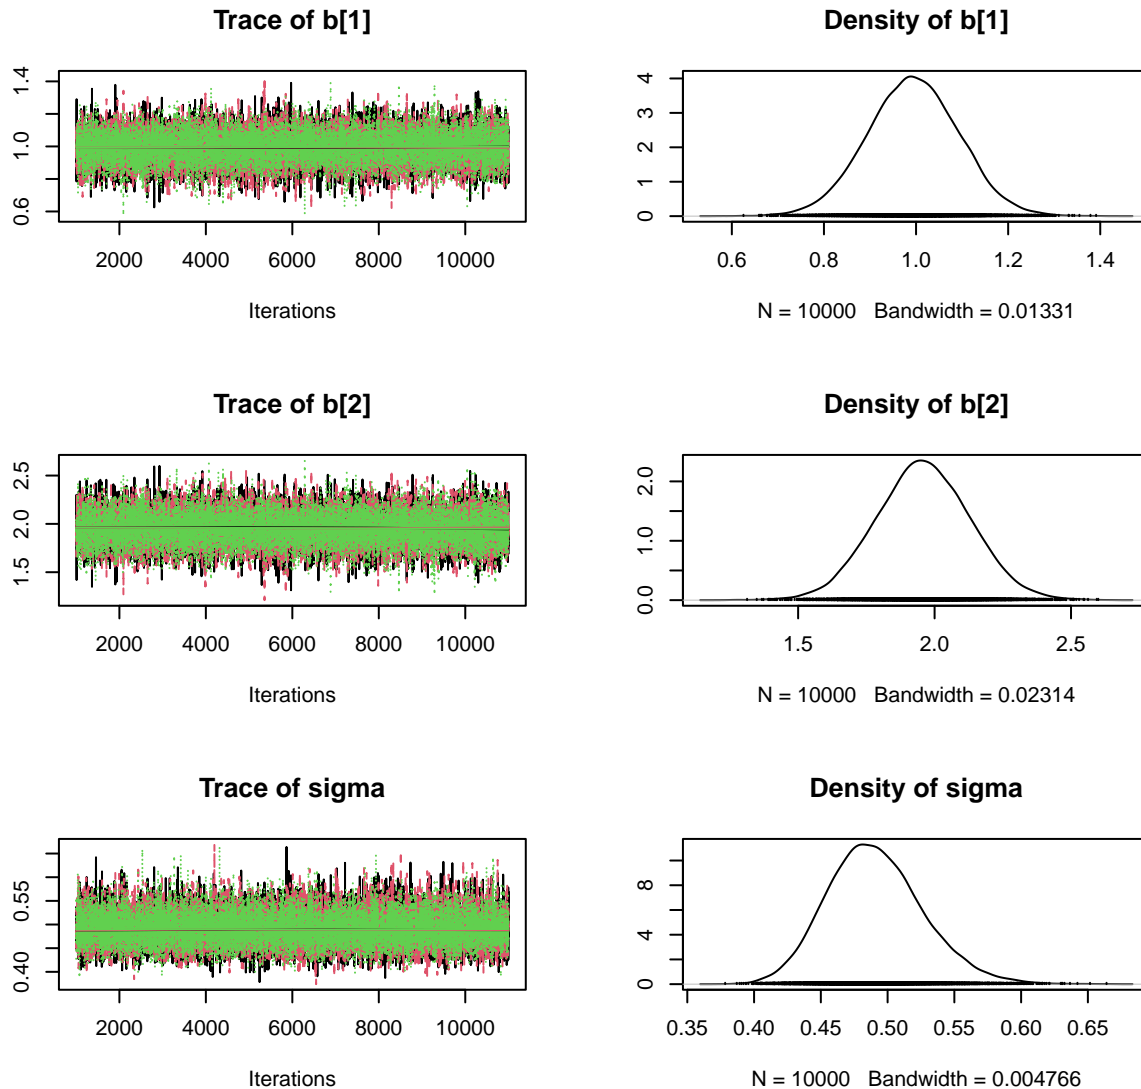 Trace of b[1]
0.6 1.0 1.4
2000 4000 6000 8000 10000
Iterations
Density of b[1]
0 1 2 3 4
0.6 0.8 1.0 1.2 1.4
N = 10000 Bandwidth = 0.01331
Trace of b[2]
1.5 2.0 2.5
2000 4000 6000 8000 10000
Iterations
Density of b[2]
0.0 1.0 2.0
1.5 2.0 2.5
N = 10000 Bandwidth = 0.02314
Trace of sigma
0.40 0.55
2000 4000 6000 8000 10000
Iterations
Density of sigma
0 4 8
0.35 0.40 0.45 0.50 0.55 0.60 0.65
N = 10000 Bandwidth = 0.004766